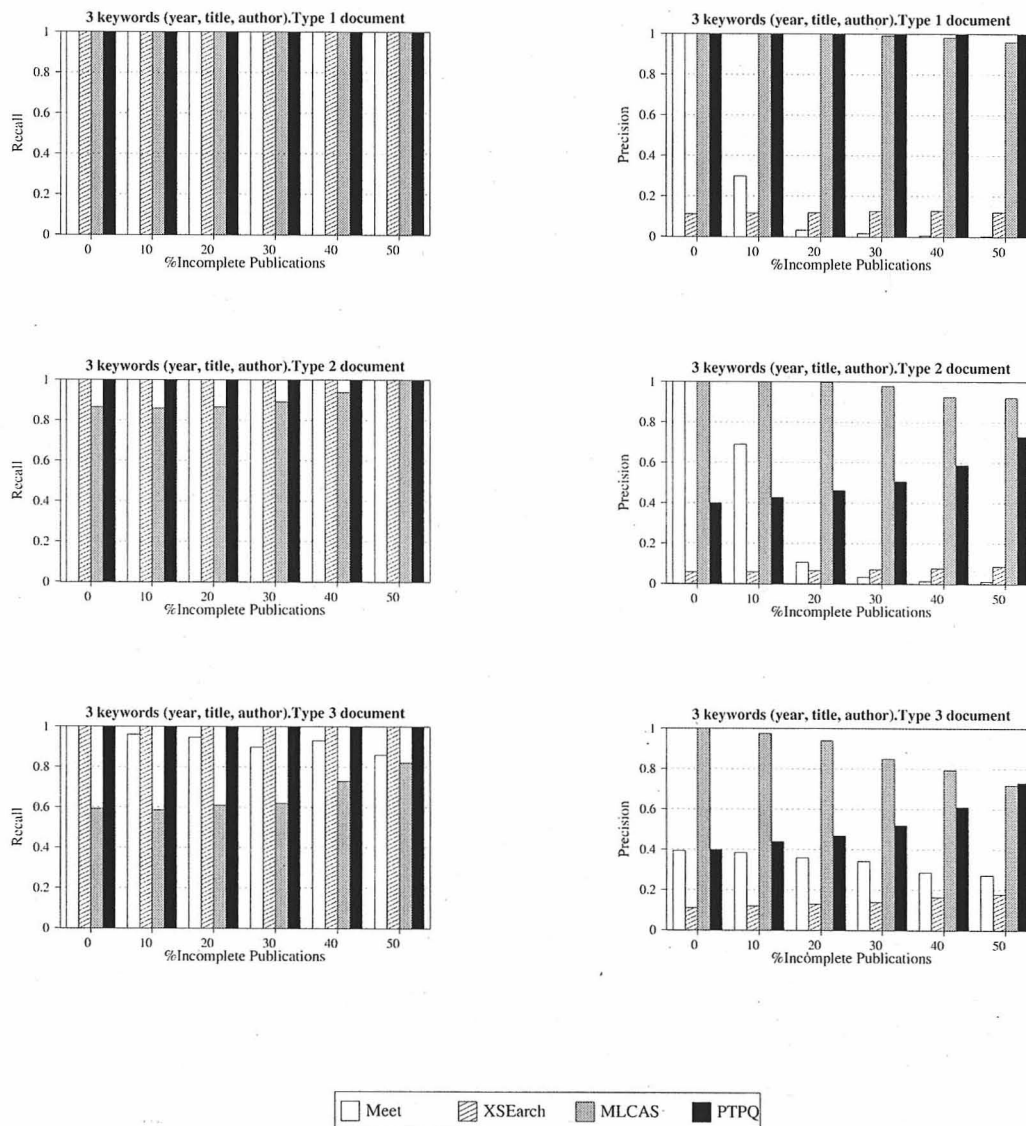 3 keywords (year, title, author).Type 1 document
1
0.8
0.6
0.4
0.2
0
Recall
0 10 20 30 40 50
%Incomplete Publications
3 keywords (year, title, author).Type 1 document
1
0.8
0.6
0.4
0.2
0
Precision
0 10 20 30 40 50
%Incomplete Publications
3 keywords (year, title, author).Type 2 document
1
0.8
0.6
0.4
0.2
0
Recall
0 10 20 30 40 50
%Incomplete Publications
3 keywords (year, title, author).Type 2 document
1
0.8
0.6
0.4
0.2
0
Precision
0 10 20 30 40 50
%Incomplete Publications
3 keywords (year, title, author).Type 3 document
1
0.8
0.6
0.4
0.2
0
Recall
0 10 20 30 40 50
%Incomplete Publications
3 keywords (year, title, author).Type 3 document
1
0.8
0.6
0.4
0.2
0
Precision
0 10 20 30 40 50
%Incomplete Publications
Meet XSEarch MLCAS PTPQ